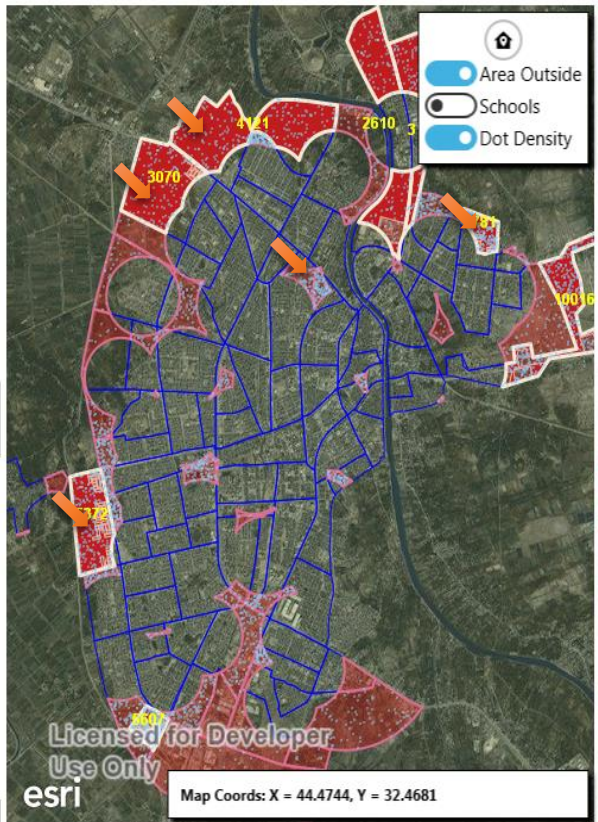 Area Outside
Schools
Dot Density
4121
2610
3070
10016
6607
Licensed for Developer
Use Only
esri
Map Coords: X = 44.4744, Y = 32.4681